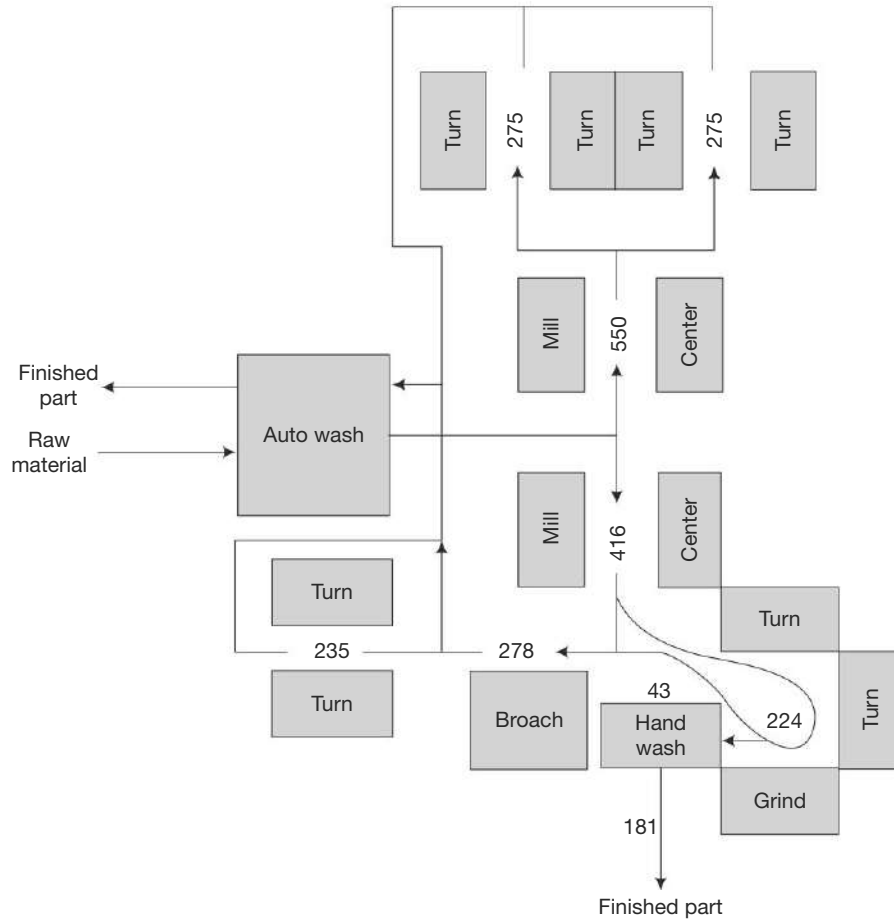 Turn
275
Turn
Turn
275
Turn
Mill
550
Center
Finished
part
Raw
material
Auto wash
Mill
416
Center
Turn
Turn
235
278
Turn
Broach
43
Hand
wash
224
Turn
Grind
181
Finished part